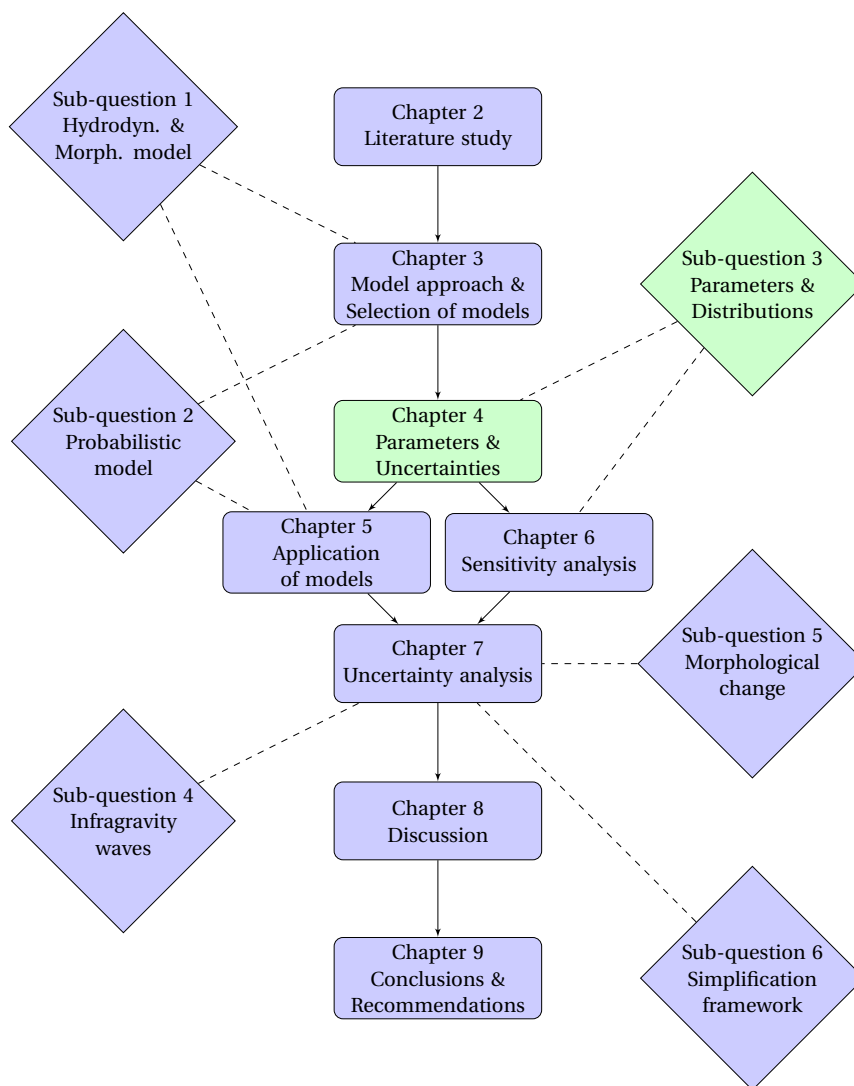 Sub-question 1
Hydrodyn. &
Morph. model
Chapter 2
Literature study
Chapter 3
Model approach &
Selection of models
Sub-question 3
Parameters &
Distributions
Sub-question 2
Probabilistic
model
Chapter 4
Parameters &
Uncertainties
Chapter 5
Application
of models
Chapter 6
Sensitivity analysis
Chapter 7
Uncertainty analysis
Sub-question 5
Morphological
change
Sub-question 4
Infragravity
waves
Chapter 8
Discussion
Chapter 9
Conclusions &
Recommendations
Sub-question 6
Simplification
framework